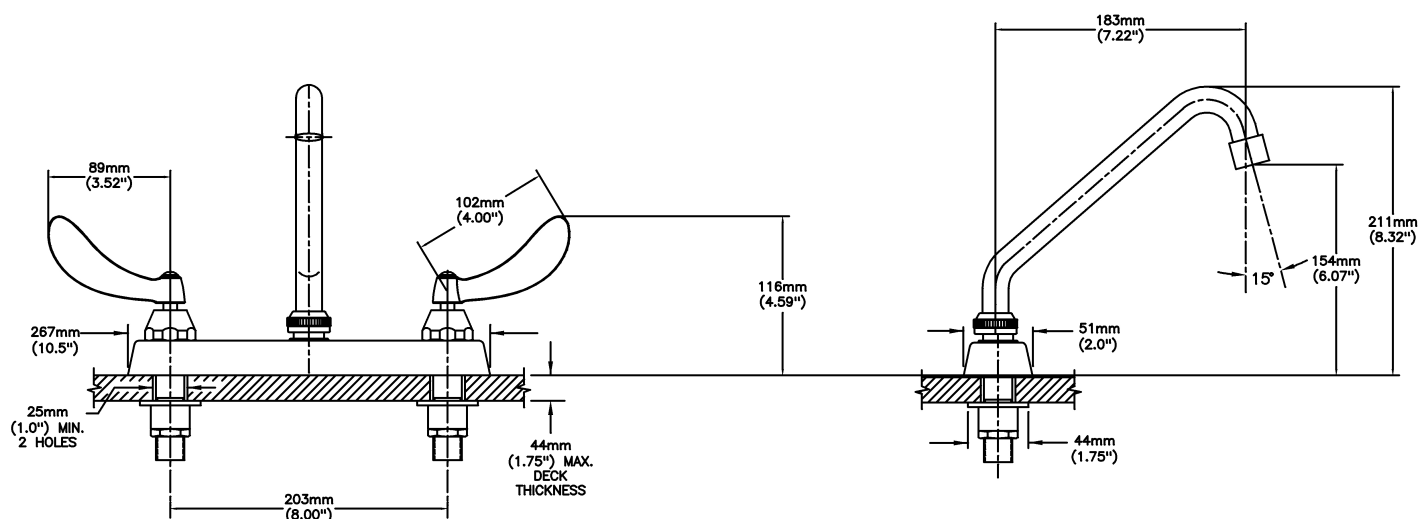 183mm
(7.22")
89mm
(3.52")
102mm
(4.00")
211mm
(8.32")
154mm
(6.07")
15°
116mm
(4.59")
267mm
(10.5")
51mm
(2.0")
25mm
(1.0") MIN.
2 HOLES
44mm
(1.75") MAX.
DECK
THICKNESS
44mm
(1.75")
203mm
(8.00")